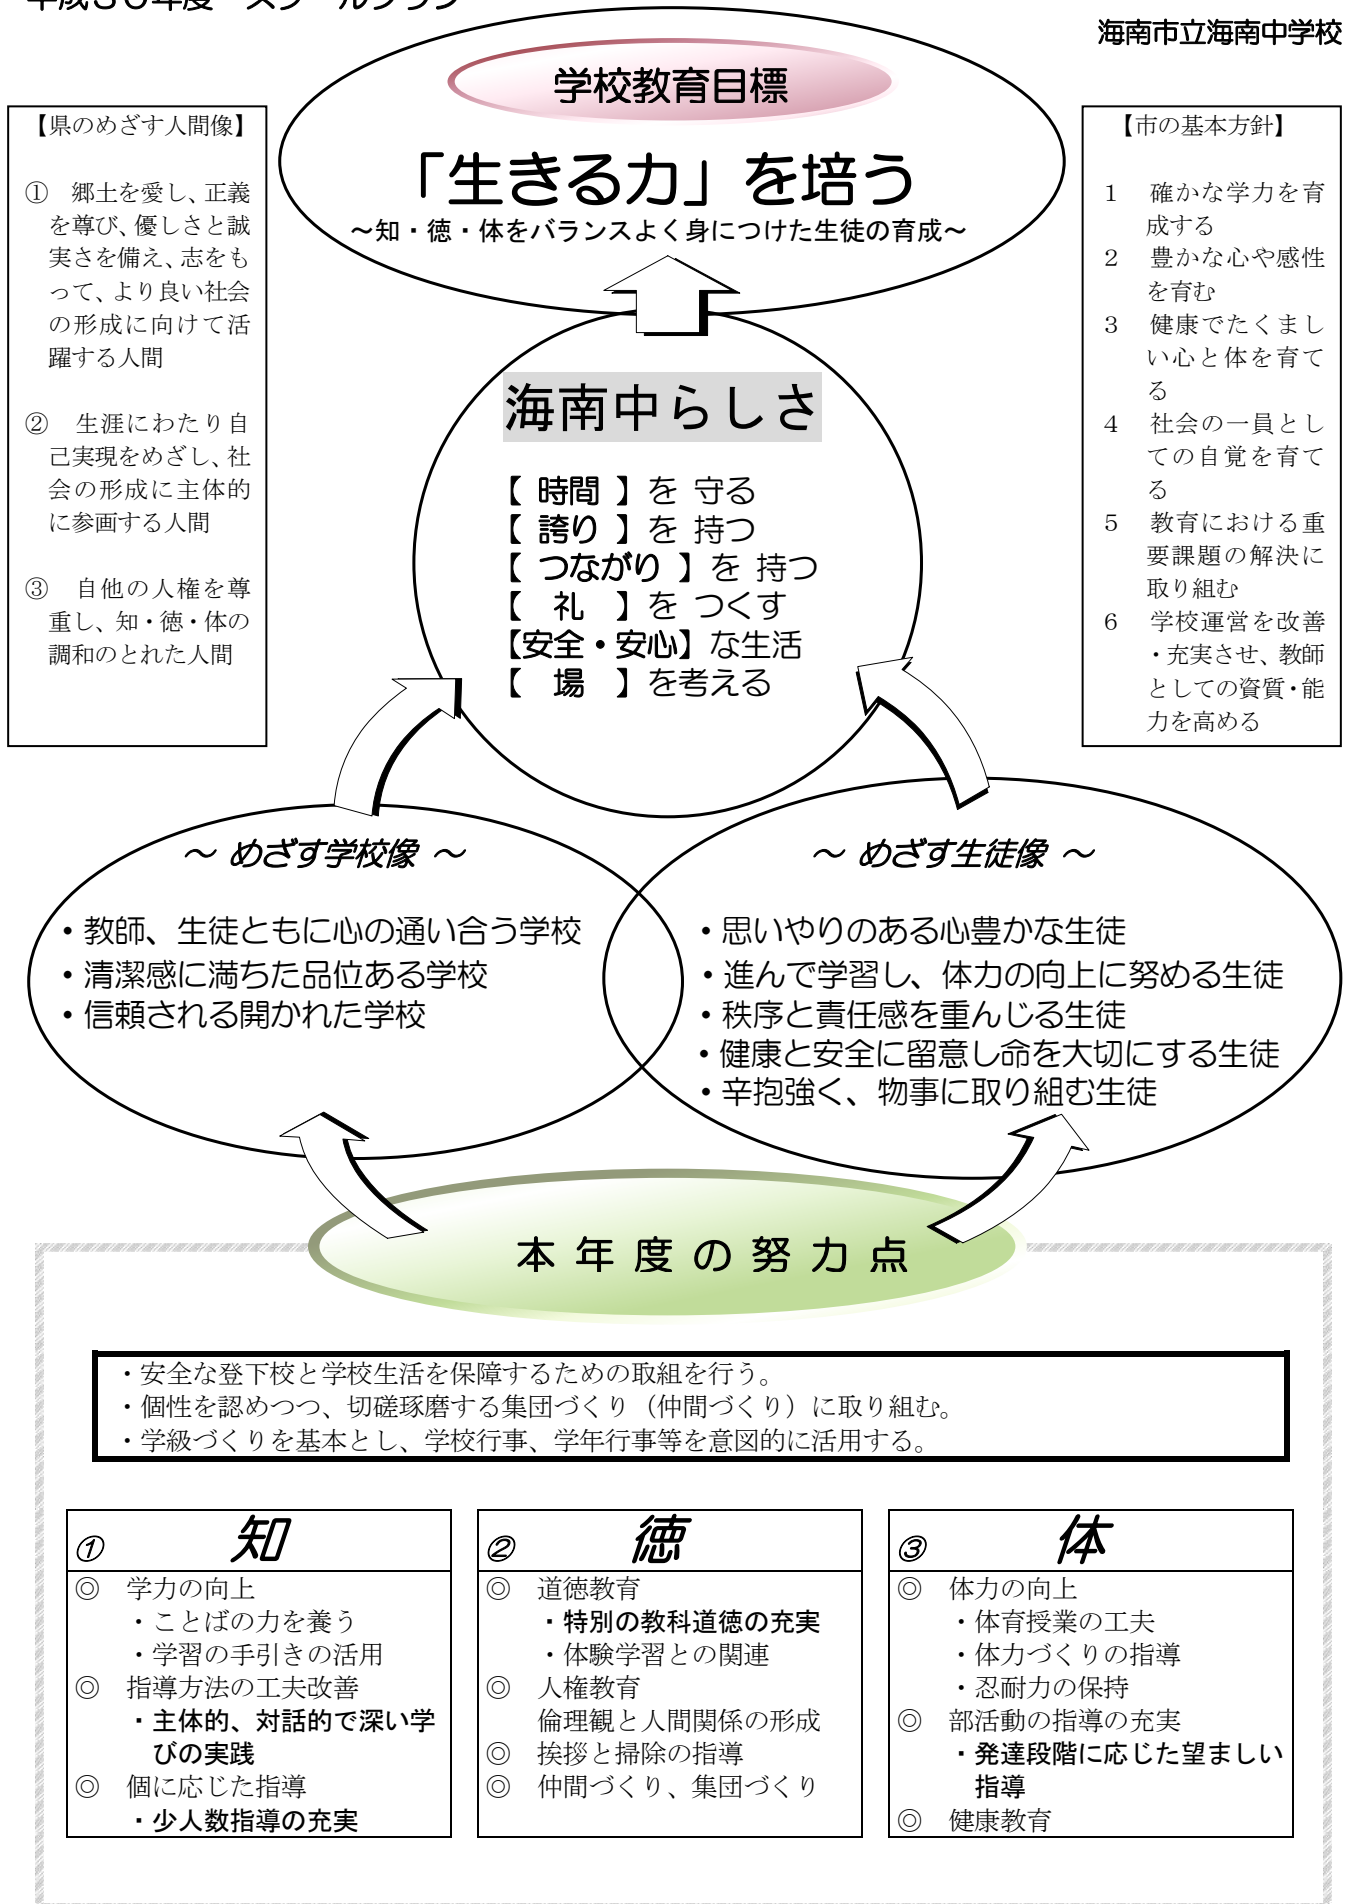 平成３０年度　スクールプラン
海南市立海南中学校
学校教育目標
「生きる力」を培う
～知・徳・体をバランスよく身につけた生徒の育成～
【県のめざす人間像】
①　郷土を愛し、正義
を尊び、優しさと誠
実さを備え、志をも
って、より良い社会
の形成に向けて活
躍する人間
②　生涯にわたり自
己実現をめざし、社
会の形成に主体的
に参画する人間
③　自他の人権を尊
重し、知・徳・体の
調和のとれた人間
【市の基本方針】
1　確かな学力を育
成する
2　豊かな心や感性
を育む
3　健康でたくまし
い心と体を育て
る
4　社会の一員とし
ての自覚を育て
る
5　教育における重
要課題の解決に
取り組む
6　学校運営を改善
・充実させ、教師
としての資質・能
力を高める
海南中らしさ
【 時間 】を 守る
【 誇り 】を 持つ
【 つながり 】を 持つ
【　礼　】を つくす
【安全・安心】な生活
【　場　】を考える
～ めざす学校像 ～
・教師、生徒ともに心の通い合う学校
・清潔感に満ちた品位ある学校
・信頼される開かれた学校
～ めざす生徒像 ～
・思いやりのある心豊かな生徒
・進んで学習し、体力の向上に努める生徒
・秩序と責任感を重んじる生徒
・健康と安全に留意し命を大切にする生徒
・辛抱強く、物事に取り組む生徒
本年度の努力点
・安全な登下校と学校生活を保障するための取組を行う。
・個性を認めつつ、切磋琢磨する集団づくり（仲間づくり）に取り組む。
・学級づくりを基本とし、学校行事、学年行事等を意図的に活用する。
①　知
◎　学力の向上
・ことばの力を養う
・学習の手引きの活用
◎　指導方法の工夫改善
・主体的、対話的で深い学
びの実践
◎　個に応じた指導
・少人数指導の充実
②　徳
◎　道徳教育
・特別の教科道徳の充実
・体験学習との関連
◎　人権教育
倫理観と人間関係の形成
◎　挨拶と掃除の指導
◎　仲間づくり、集団づくり
③　体
◎　体力の向上
・体育授業の工夫
・体力づくりの指導
・忍耐力の保持
◎　部活動の指導の充実
・発達段階に応じた望ましい
指導
◎　健康教育